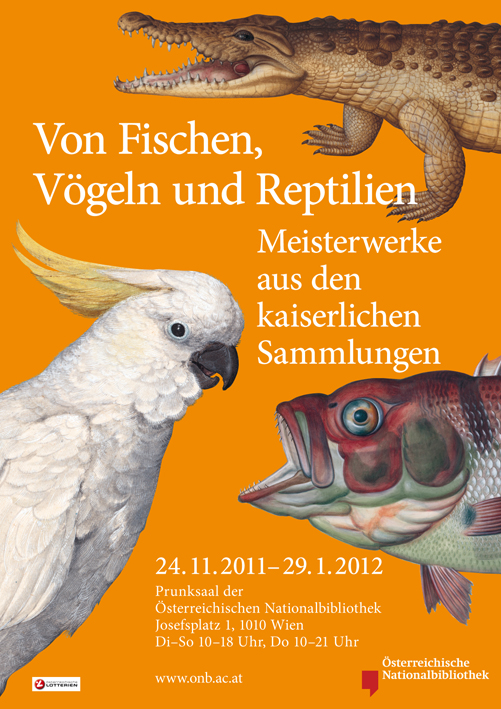 Von Fischen,
Vögeln und Reptilien
Meisterwerke
aus den
kaiserlichen
Sammlungen
24. 11. 2011–29. 1. 2012
Prunksaal der
Österreichischen Nationalbibliothek
Josefsplatz 1, 1010 Wien
Di–So 10–18 Uhr, Do 10–21 Uhr
www.onb.ac.at
LOTTERIEN
Österreichische
Nationalbibliothek